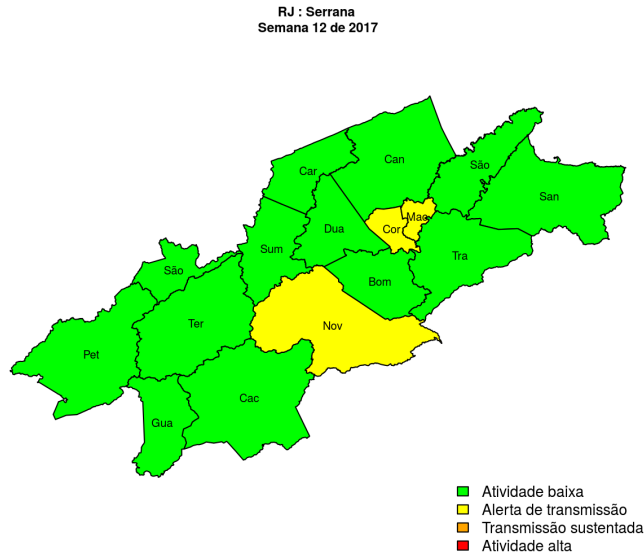 RJ : Serrana
Semana 12 de 2017
Can
São
Car
San
Mac
Cor
Dua
Sum
Tra
São
Bom
Ter
Nov
Pet
Cac
Gua
Atividade baixa
Alerta de transmissão
Transmissão sustentada
Atividade alta